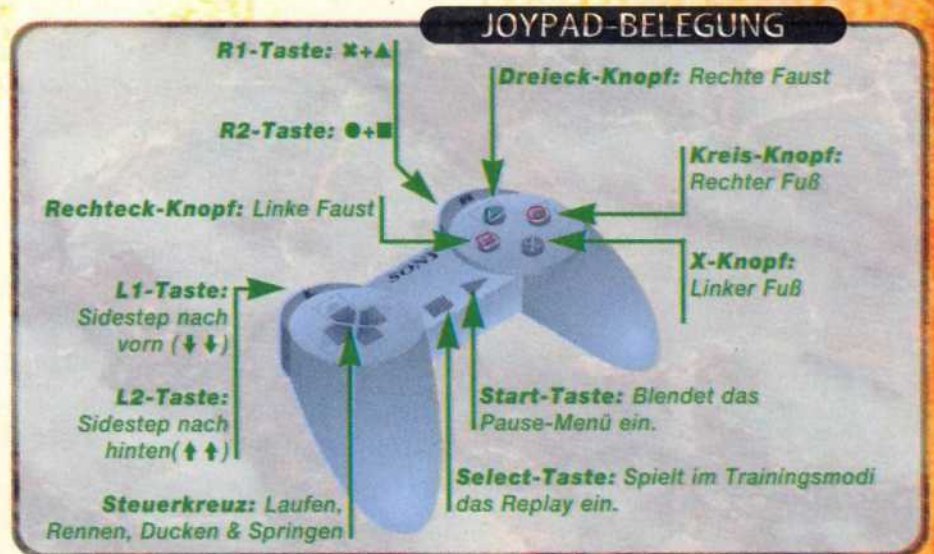 JOYPAD-BELEGUNG
R1-Taste: ✖+▲
Dreieck-Knopf: Rechte Faust
R2-Taste: ●+■
Kreis-Knopf:
Rechter Fuß
Rechteck-Knopf: Linke Faust
X-Knopf:
Linker Fuß
SONY
L1-Taste:
Sidestep nach
vorn (⬇⬇)
L2-Taste:
Sidestep nach
hinten(⬆⬆)
Start-Taste: Blendet das
Pause-Menü ein.
Select-Taste: Spielt im Trainingsmodi
das Replay ein.
Steuerkreuz: Laufen,
Rennen, Ducken & Springen